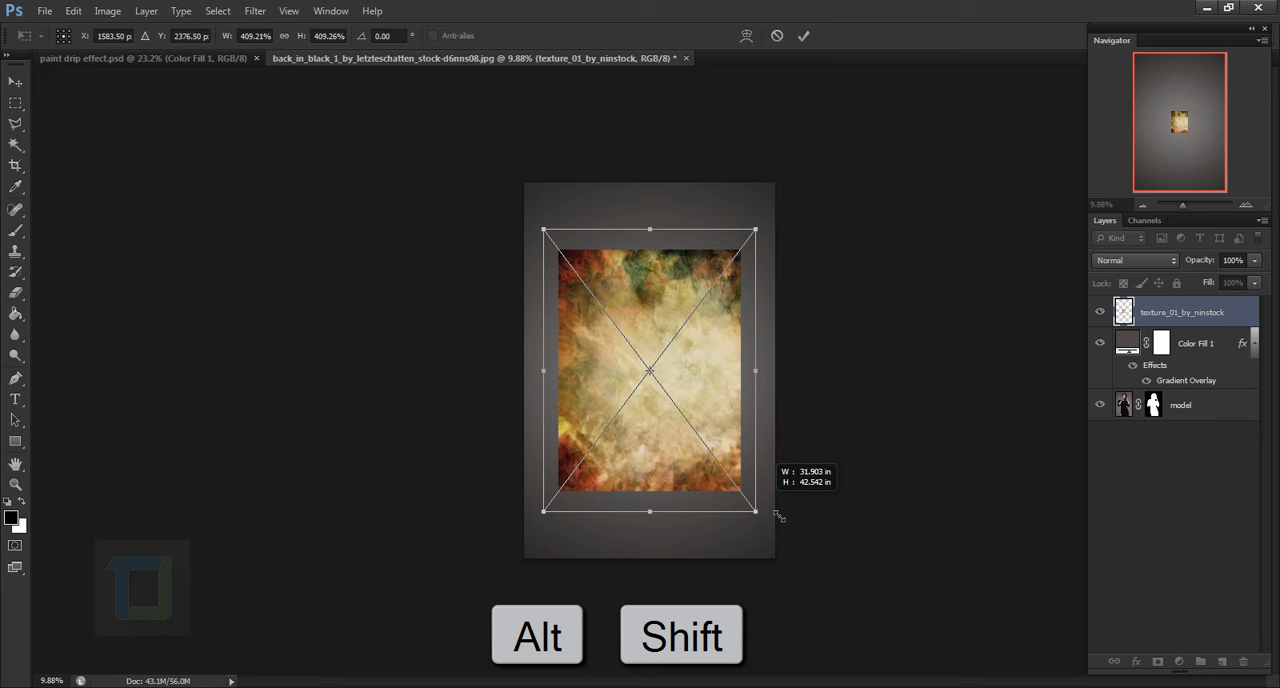 Ps File Edit Image Layer Type Select Filter View Window Help
X: 1583.50 px Y: 2376.50 px W: 409.21% H: 409.26% 0.00 ° Anti-alias
paint drip effect.psd @ 23.2% (Color Fill 1, RGB/8) × back_in_black_1_by_letzteschatten_stock-d6nns08.jpg @ 9.88% (texture_01_by_ninstock, RGB/8) * ×
Navigator
9.88%
Layers Channels
Kind
Normal Opacity: 100%
Lock: Fill: 100%
texture_01_by_ninstock
Color Fill 1 fx
Effects
Gradient Overlay
model
W : 31.903 in
H : 42.542 in
Alt Shift
9.88% Doc: 43.1M/56.0M
fx